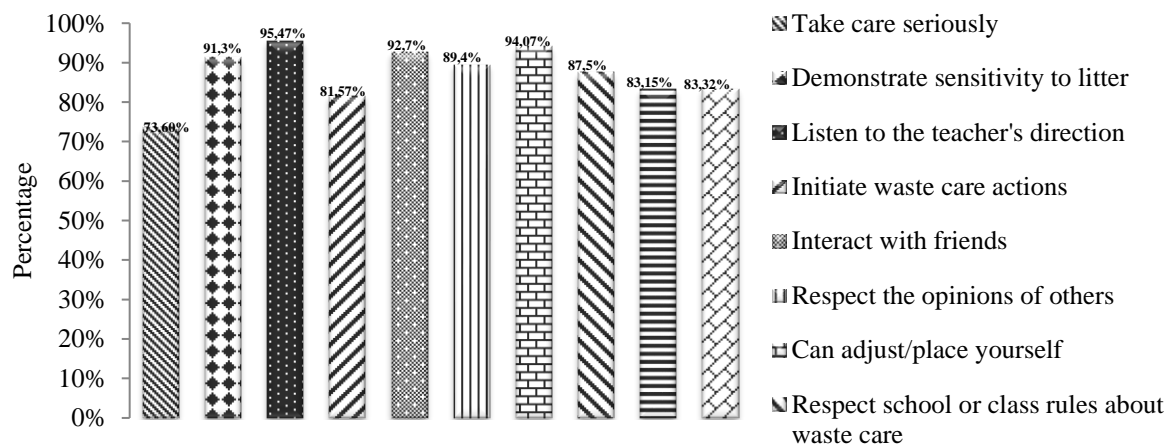 100%
90%
80%
70%
60%
50%
40%
30%
20%
10%
0%
Percentage
73,60%
91,3%
95,47%
81,57%
92,7%
89,4%
94,07%
87,5%
83,15%
83,32%
Take care seriously
Demonstrate sensitivity to litter
Listen to the teacher's direction
Initiate waste care actions
Interact with friends
Respect the opinions of others
Can adjust/place yourself
Respect school or class rules about
waste care